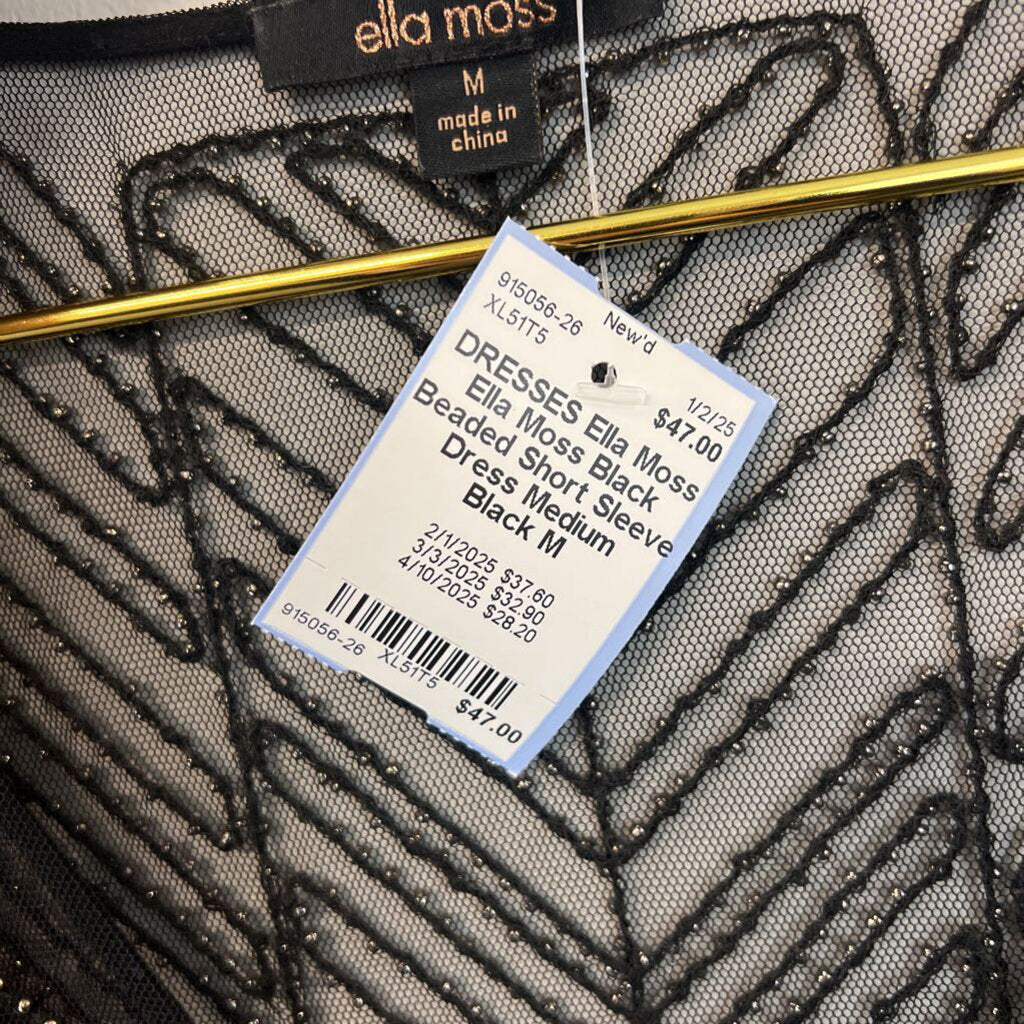 ella moss
M
made in
china
915056-26 New'd 1/2/25
XL51T5 $47.00
DRESSES Ella Moss
Ella Moss Black
Beaded Short Sleeve
Dress Medium
Black M
2/1/2025 $37.60
3/3/2025 $32.90
4/10/2025 $28.20
915056-26 XL51T5
$47.00